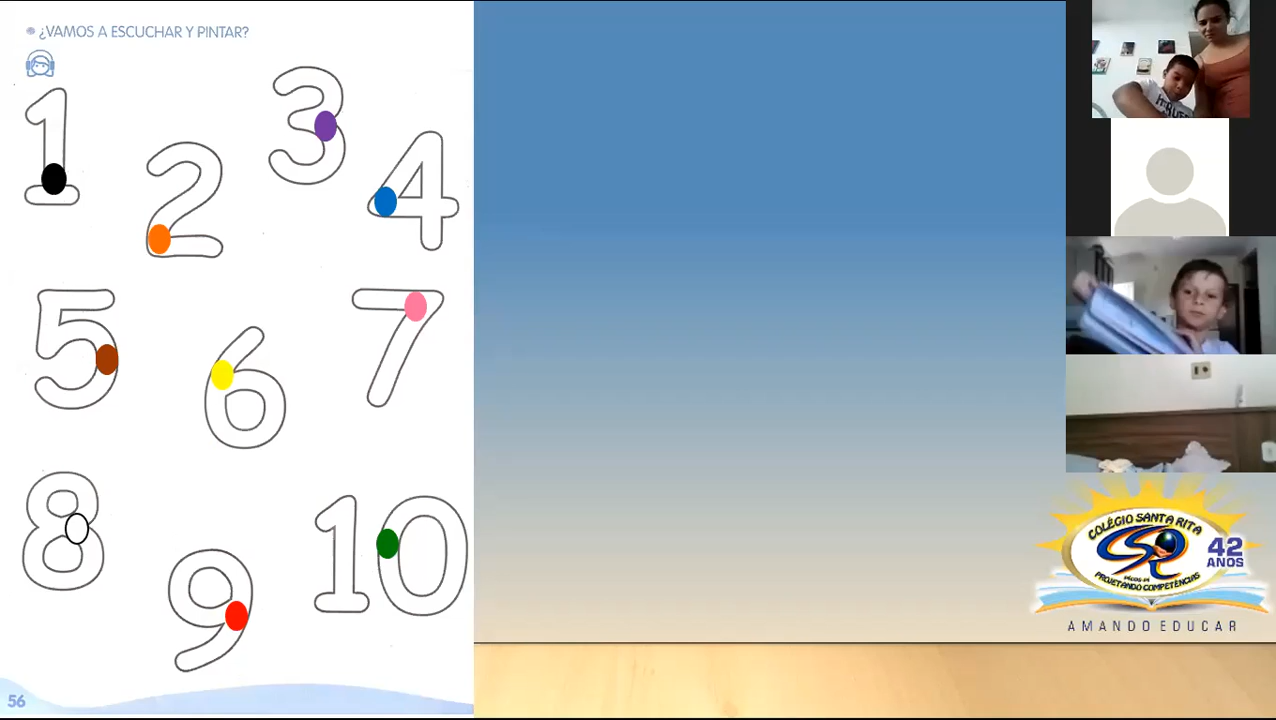 ¿VAMOS A ESCUCHAR Y PINTAR?
1
2
3
4
5
6
7
8
9
10
56
COLÉGIO SANTA RITA
42
ANOS
PROJETANDO COMPETÊNCIAS
AMANDO EDUCAR